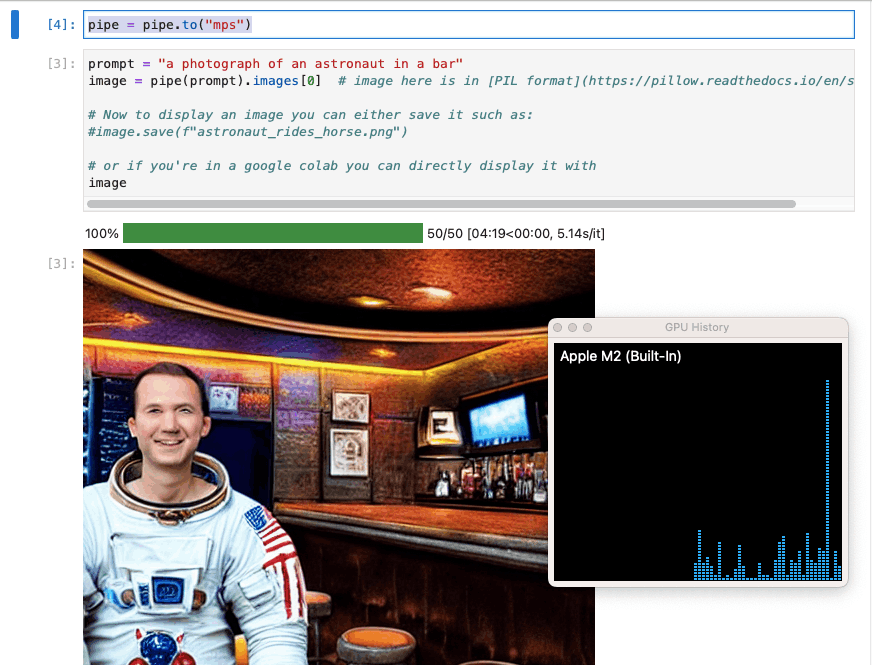 [4]: pipe = pipe.to("mps")
[3]: prompt = "a photograph of an astronaut in a bar"
image = pipe(prompt).images[0]  # image here is in [PIL format](https://pillow.readthedocs.io/en/s
# Now to display an image you can either save it such as:
#image.save(f"astronaut_rides_horse.png")
# or if you're in a google colab you can directly display it with
image
100% 50/50 [04:19<00:00, 5.14s/it]
[3]:
GPU History
Apple M2 (Built-In)